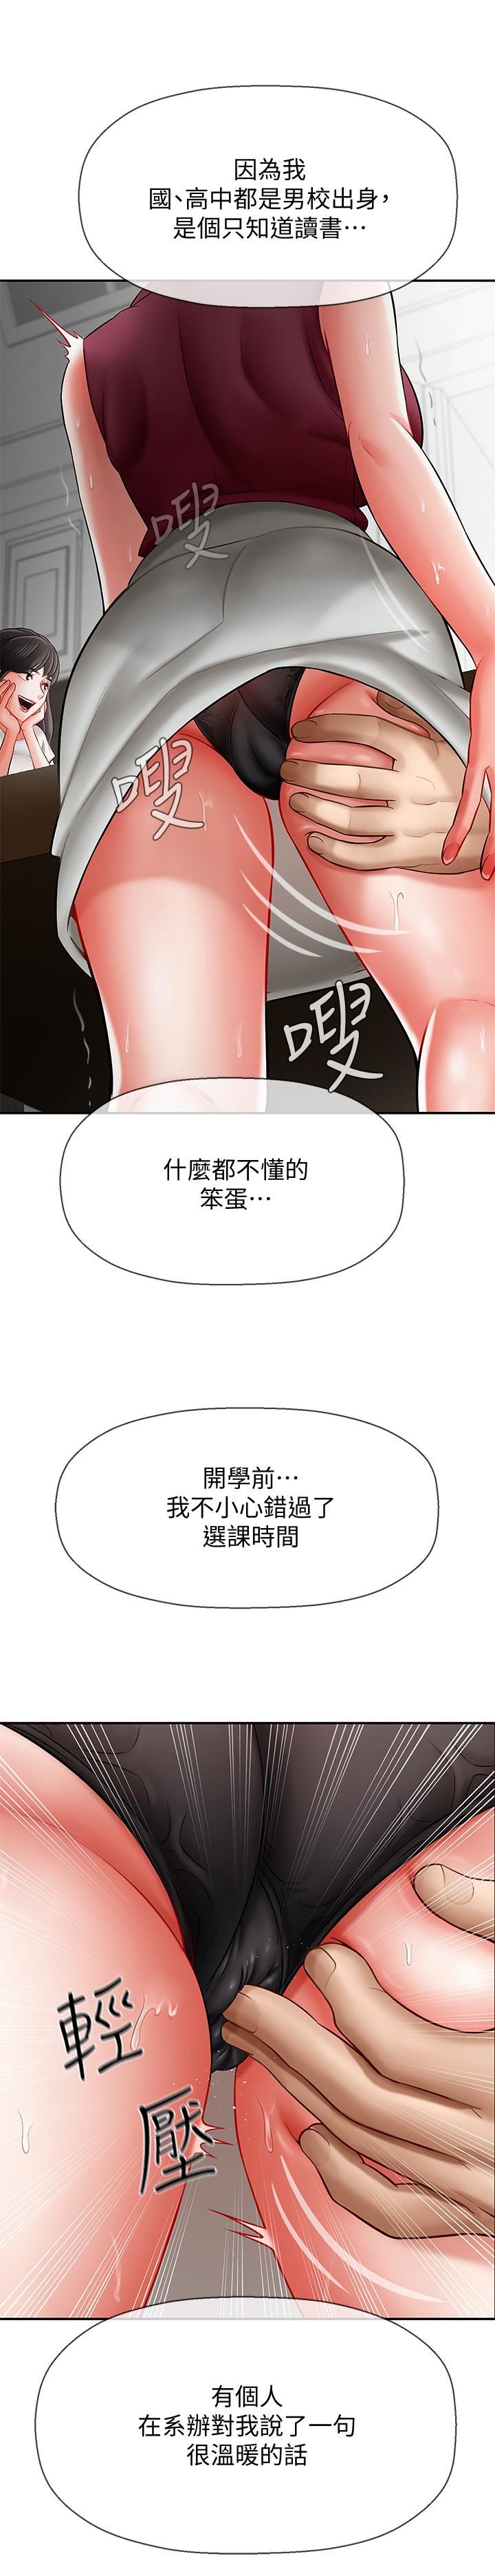 因為我
國、高中都是男校出身，
是個只知道讀書…
嗖
嗖
嗖
什麼都不懂的
笨蛋…
開學前…
我不小心錯過了
選課時間
輕
壓
有個人
在系辦對我說了一句
很溫暖的話